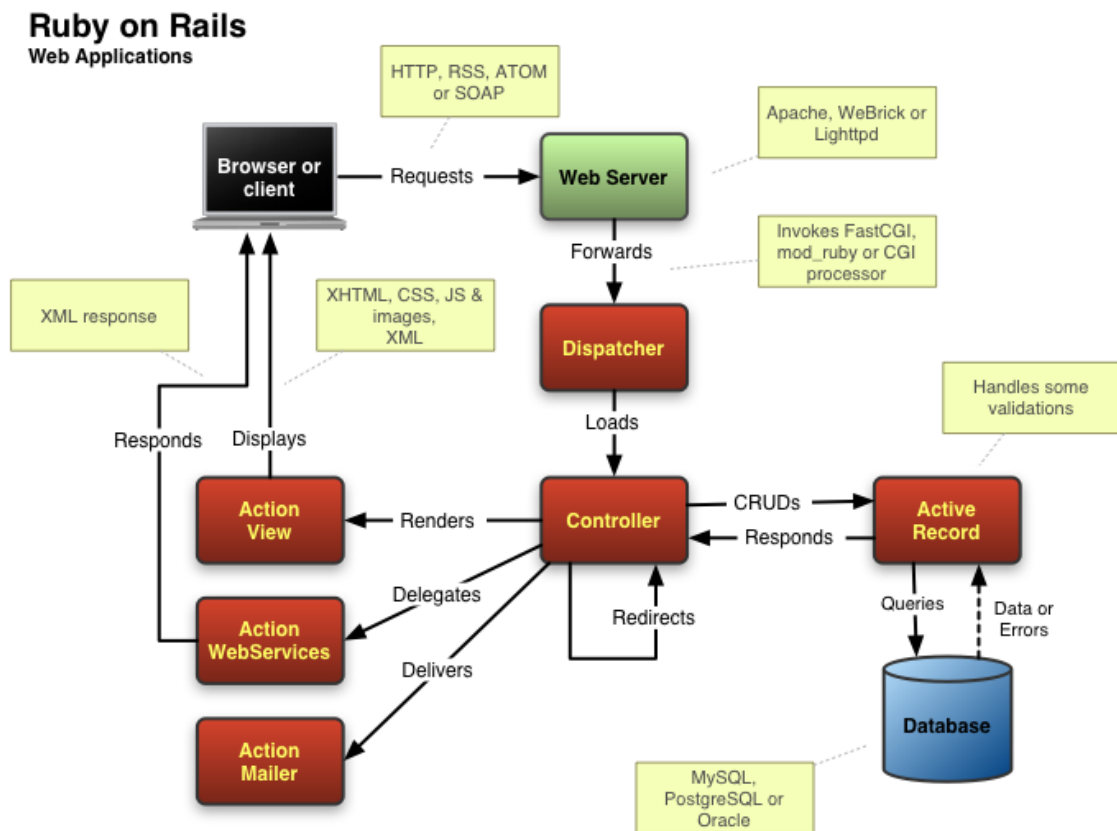 Ruby on Rails
Web Applications
HTTP, RSS, ATOM
or SOAP
Apache, WeBrick or
Lighttpd
Browser or
client
Requests
Web Server
Forwards
Invokes FastCGI,
mod_ruby or CGI
processor
XML response
XHTML, CSS, JS &
images,
XML
Dispatcher
Handles some
validations
Responds
Displays
Loads
Action
View
Renders
Controller
CRUDs
Responds
Active
Record
Delegates
Redirects
Queries
Data or
Errors
Action
WebServices
Delivers
Action
Mailer
Database
MySQL,
PostgreSQL or
Oracle